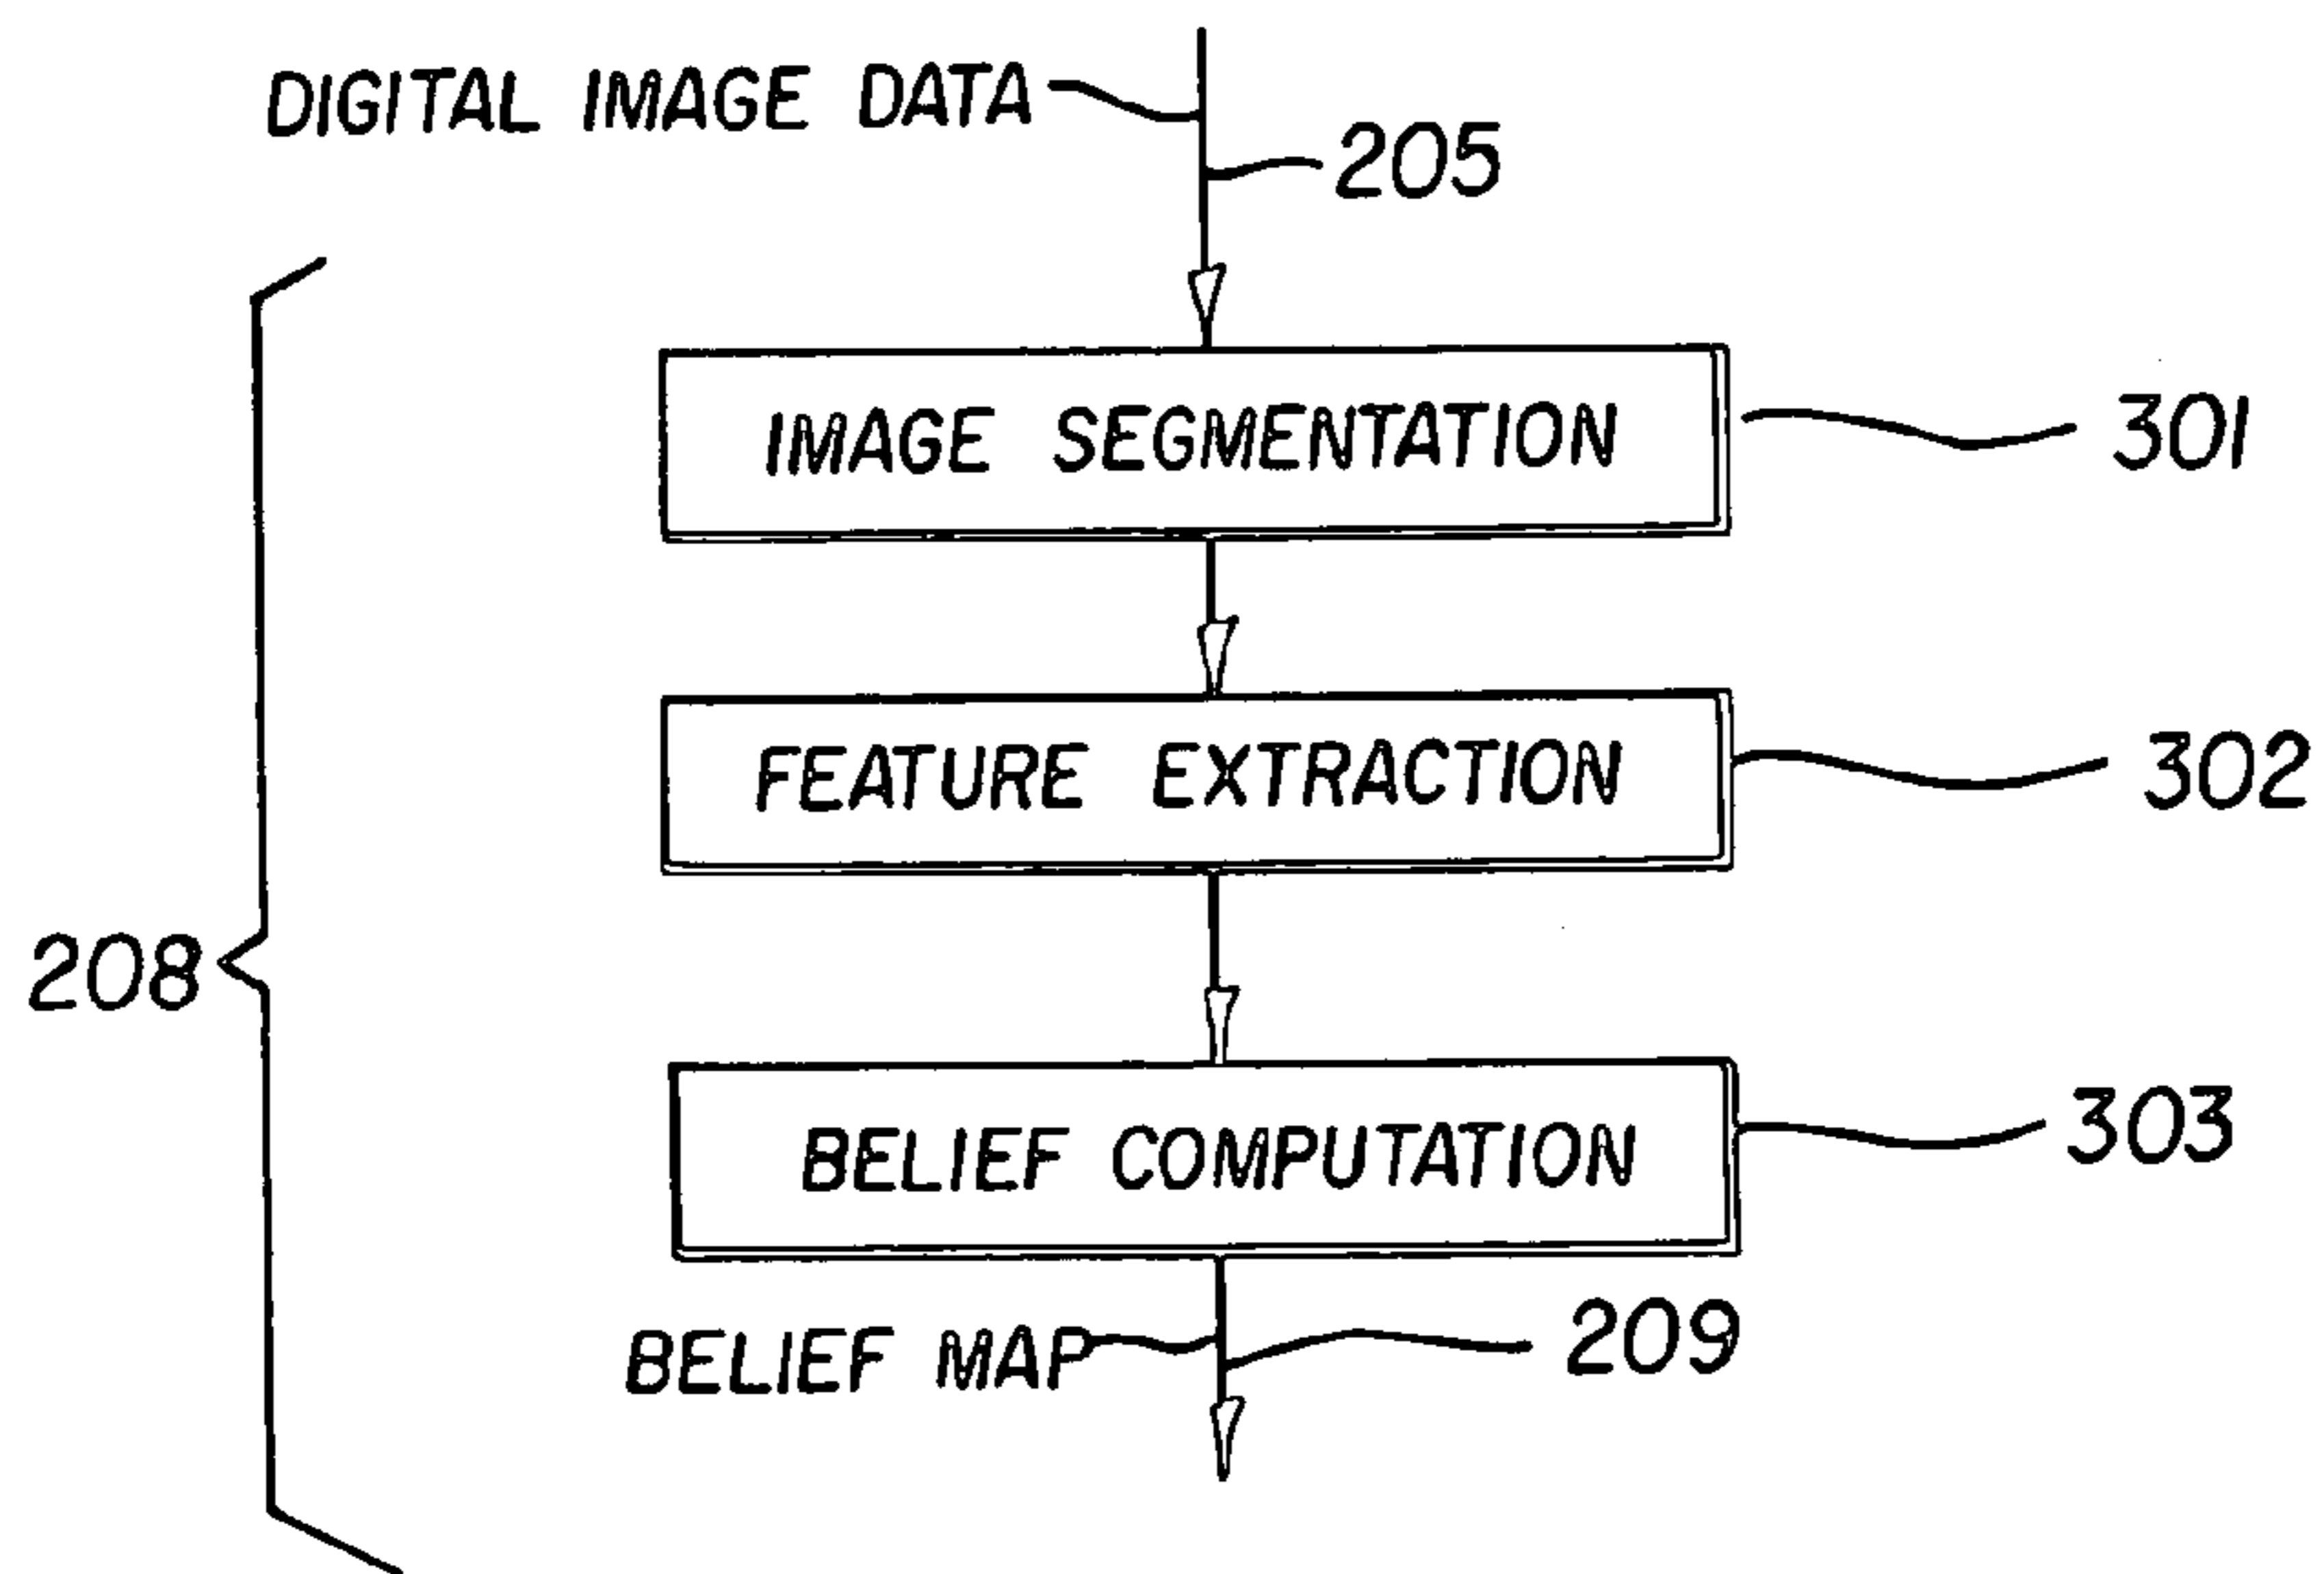 DIGITAL IMAGE DATA
205
IMAGE SEGMENTATION
301
FEATURE EXTRACTION
302
208
BELIEF COMPUTATION
303
BELIEF MAP
209